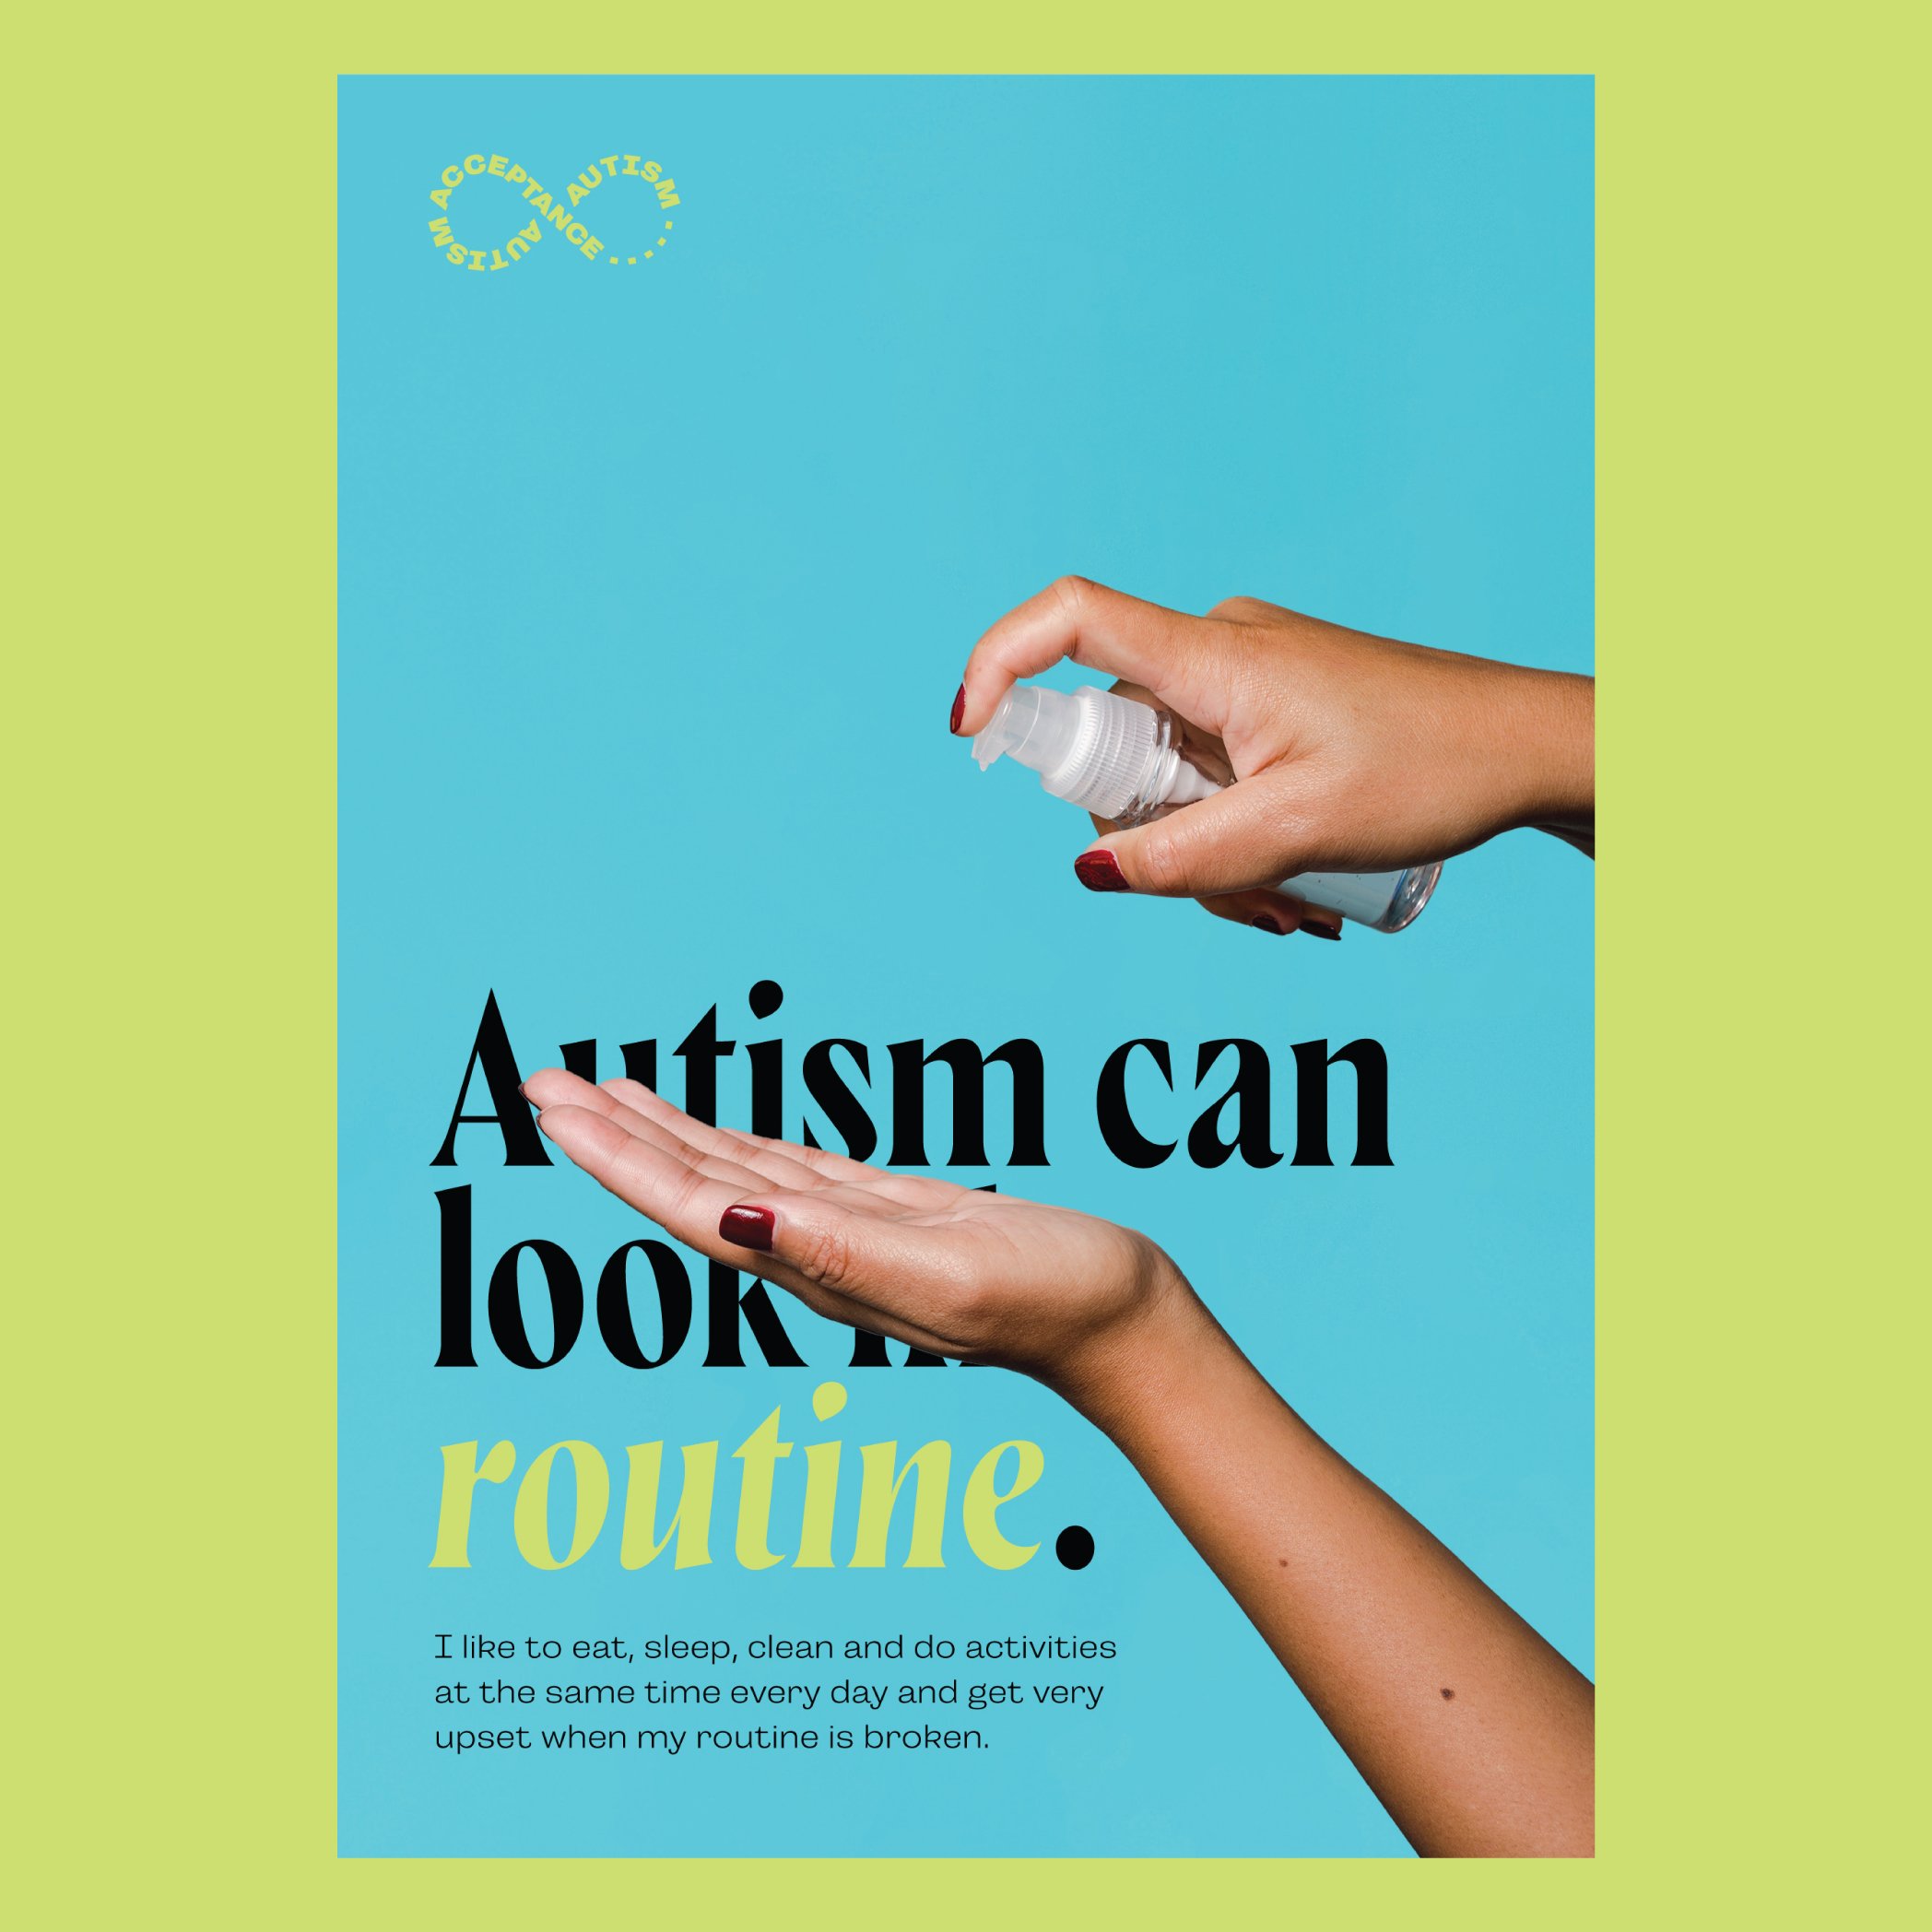 AUTISM ACCEPTANCE .... AUTISM
Autism can
look
routine.
I like to eat, sleep, clean and do activities
at the same time every day and get very
upset when my routine is broken.